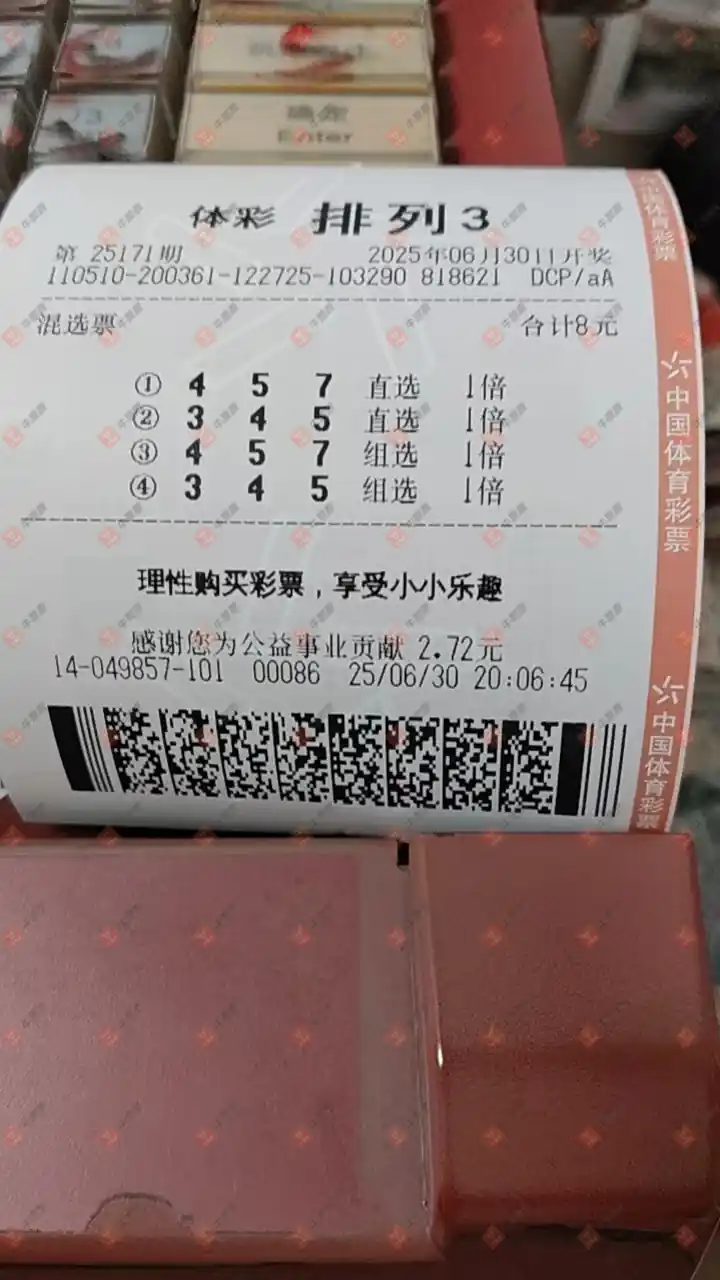 Enter
体彩 排列3
第 25171期 2025年06月30日开奖
110510-200361-122725-103290 818621 DCP/aA
混选票 合计8元
① 4 5 7 直选 1倍
② 3 4 5 直选 1倍
③ 4 5 7 组选 1倍
④ 3 4 5 组选 1倍
理性购买彩票，享受小小乐趣
感谢您为公益事业贡献 2.72元
14-049857-101 00086 25/06/30 20:06:45
中国体育彩票
中国体育彩票
中国体育彩票